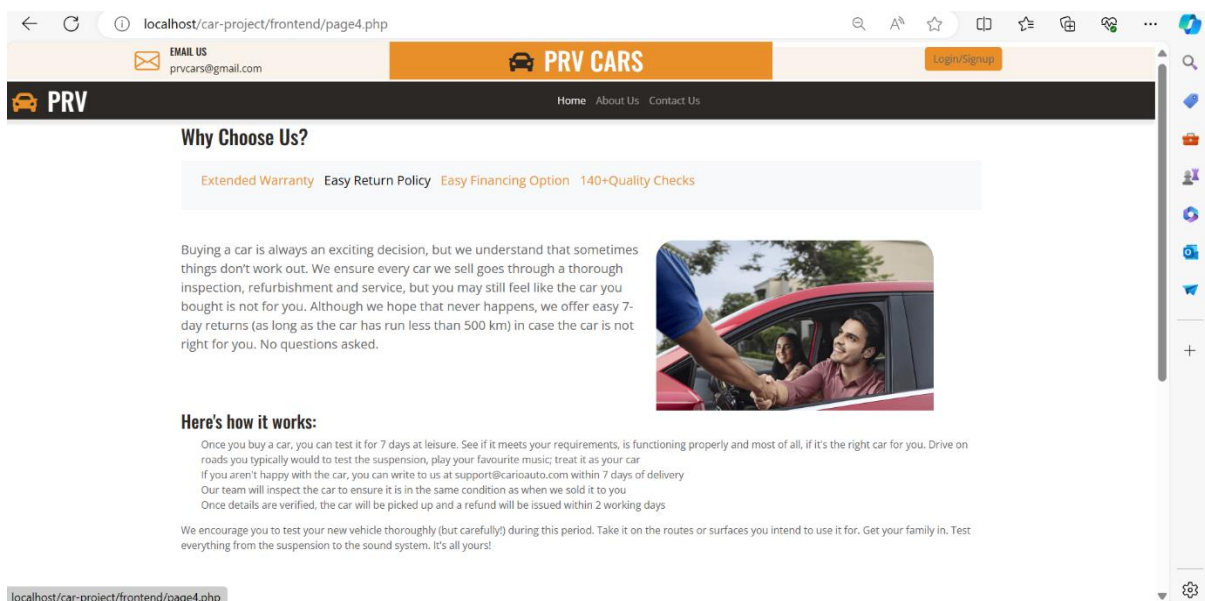 localhost/car-project/frontend/page4.php
EMAIL US
prvcars@gmail.com
PRV CARS
Login/Signup
PRV
Home About Us Contact Us
Why Choose Us?
Extended Warranty Easy Return Policy Easy Financing Option 140+Quality Checks
Buying a car is always an exciting decision, but we understand that sometimes
things don't work out. We ensure every car we sell goes through a thorough
inspection, refurbishment and service, but you may still feel like the car you
bought is not for you. Although we hope that never happens, we offer easy 7-
day returns (as long as the car has run less than 500 km) in case the car is not
right for you. No questions asked.
Here's how it works:
Once you buy a car, you can test it for 7 days at leisure. See if it meets your requirements, is functioning properly and most of all, if it's the right car for you. Drive on
roads you typically would to test the suspension, play your favourite music; treat it as your car
If you aren't happy with the car, you can write to us at support@carioauto.com within 7 days of delivery
Our team will inspect the car to ensure it is in the same condition as when we sold it to you
Once details are verified, the car will be picked up and a refund will be issued within 2 working days
We encourage you to test your new vehicle thoroughly (but carefully!) during this period. Take it on the routes or surfaces you intend to use it for. Get your family in. Test
everything from the suspension to the sound system. It's all yours!
localhost/car-project/frontend/page4.php